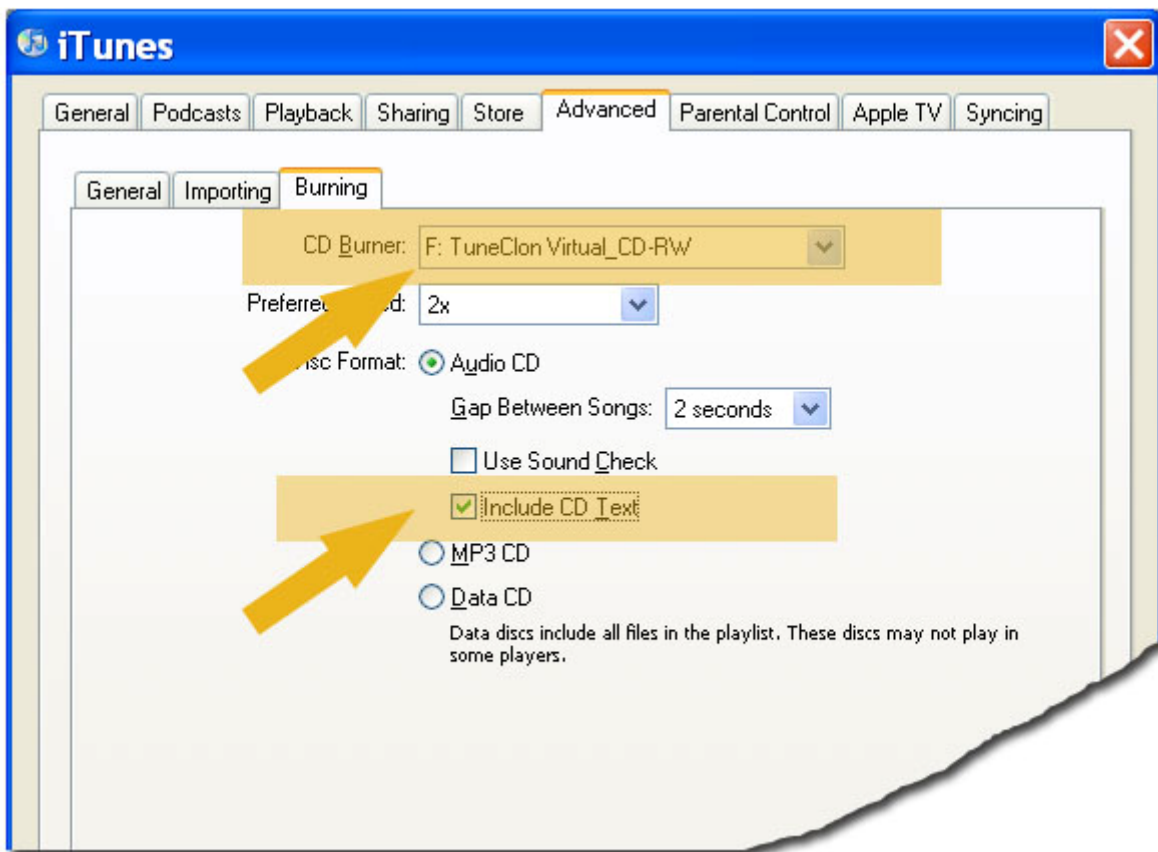 iTunes
General Podcasts Playback Sharing Store Advanced Parental Control Apple TV Syncing
General Importing Burning
CD Burner: F: TuneClon Virtual_CD-RW
Preferred d: 2x
isc Format: Audio CD
Gap Between Songs: 2 seconds
Use Sound Check
Include CD Text
MP3 CD
Data CD
Data discs include all files in the playlist. These discs may not play in
some players.